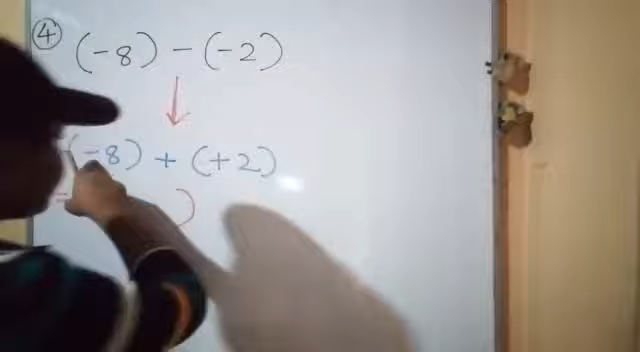 ④ (-8) - (-2)
(-8) + (+2)
= )